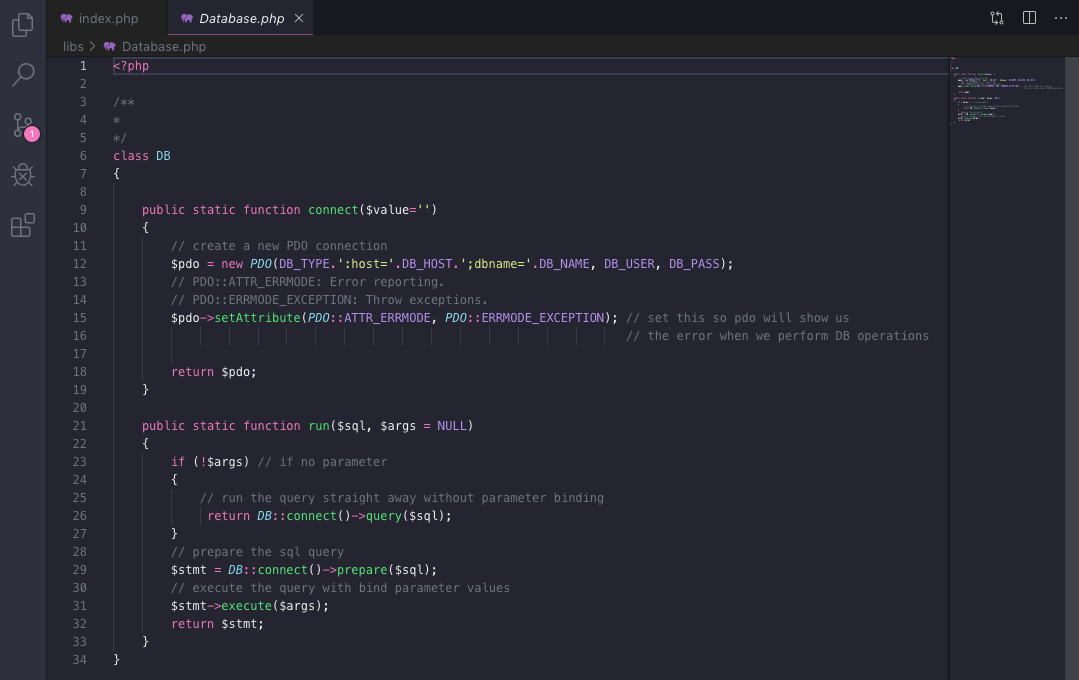 index.php
Database.php
libs > Database.php
1
1 <?php
2
3 /**
4 *
5 */
6 class DB
7 {
8
9     public static function connect($value='')
10     {
11         // create a new PDO connection
12         $pdo = new PDO(DB_TYPE.':host='.DB_HOST.';dbname='.DB_NAME, DB_USER, DB_PASS);
13         // PDO::ATTR_ERRMODE: Error reporting.
14         // PDO::ERRMODE_EXCEPTION: Throw exceptions.
15         $pdo->setAttribute(PDO::ATTR_ERRMODE, PDO::ERRMODE_EXCEPTION); // set this so pdo will show us
16                                                                        // the error when we perform DB operations
17
18         return $pdo;
19     }
20
21     public static function run($sql, $args = NULL)
22     {
23         if (!$args) // if no parameter
24         {
25             // run the query straight away without parameter binding
26              return DB::connect()->query($sql);
27         }
28         // prepare the sql query
29         $stmt = DB::connect()->prepare($sql);
30         // execute the query with bind parameter values
31         $stmt->execute($args);
32         return $stmt;
33     }
34 }